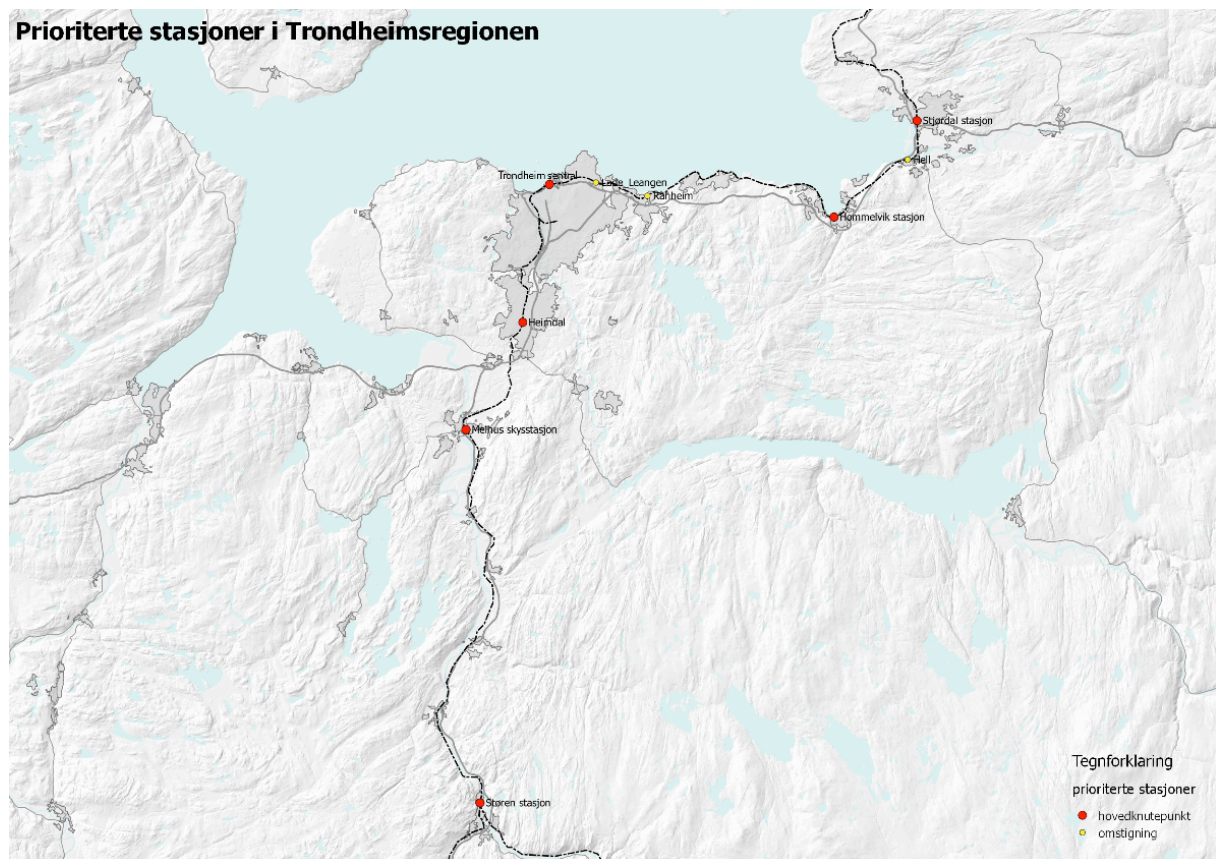 Prioriterte stasjoner i Trondheimsregionen
Stjørdal stasjon
Hell
Trondheim sentral
Lade Leangen
Ranheim
Hommelvik stasjon
Heimdal
Melhus skysstasjon
Støren stasjon
Tegnforklaring
prioriterte stasjoner
hovedknutepunkt
omstigning